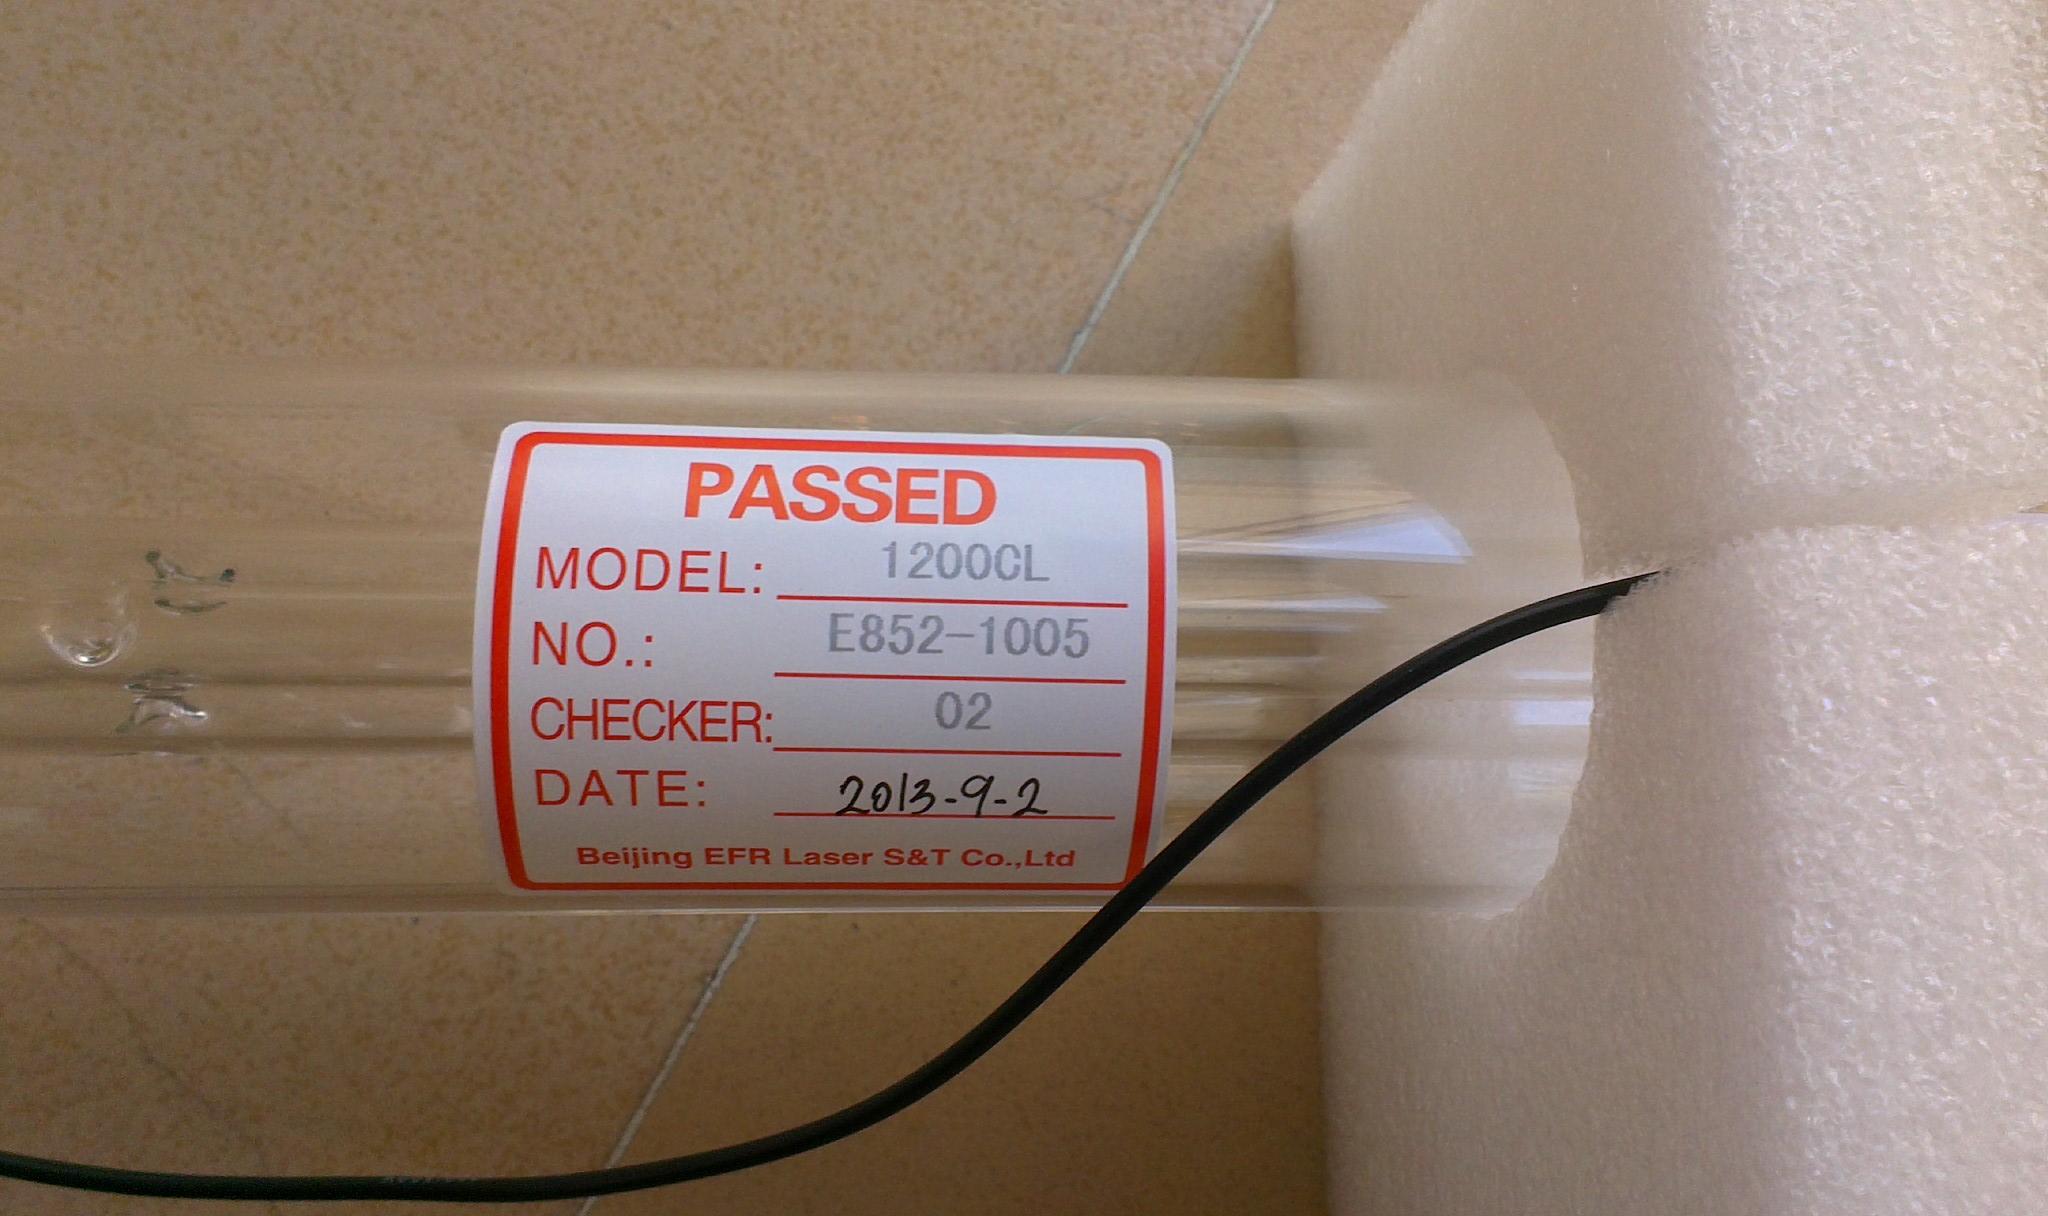 PASSED
MODEL: 1200CL
NO.: E852-1005
CHECKER: 02
DATE: 2013-9-2
Beijing EFR Laser S&T Co.,Ltd